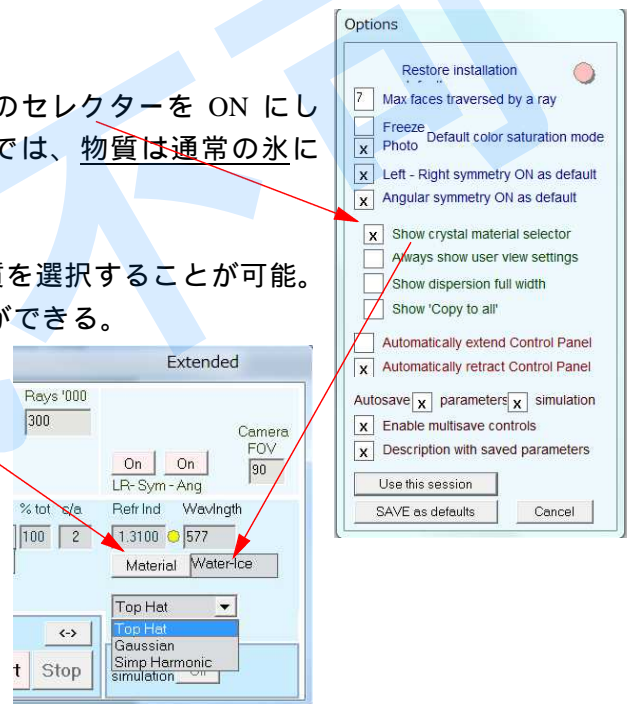 のセレクターを ON にし
では、物質は通常の氷に
質を選択することが可能。
ができる。
Options
Restore installation
7 Max faces traversed by a ray
Freeze
x Photo Default color saturation mode
x Left - Right symmetry ON as default
x Angular symmetry ON as default
x Show crystal material selector
Always show user view settings
Show dispersion full width
Show 'Copy to all'
Automatically extend Control Panel
x Automatically retract Control Panel
Autosave x parameters x simulation
x Enable multisave controls
x Description with saved parameters
Use this session
SAVE as defaults Cancel
Extended
Rays '000
300
Camera
FOV
On On 90
LR- Sym - Ang
% tot c/a Refr Ind Wavlngth
100 2 1.3100 577
Material Water-Ice
Top Hat
Top Hat
Gaussian
Simp Harmonic
simulation
<->
t Stop